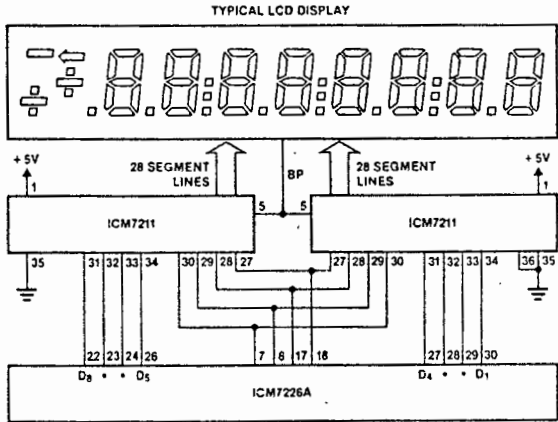 TYPICAL LCD DISPLAY
+ 5V
28 SEGMENT LINES
BP
28 SEGMENT LINES
+ 5V
1
5
5
1
ICM7211
ICM7211
35
31 32 33 34
30 29 28 27
27 28 29 30
31 32 33 34
36 35
22 23 24 26
7 6 17 18
27 28 29 30
D8 • • D5
D4 • • D1
ICM7226A